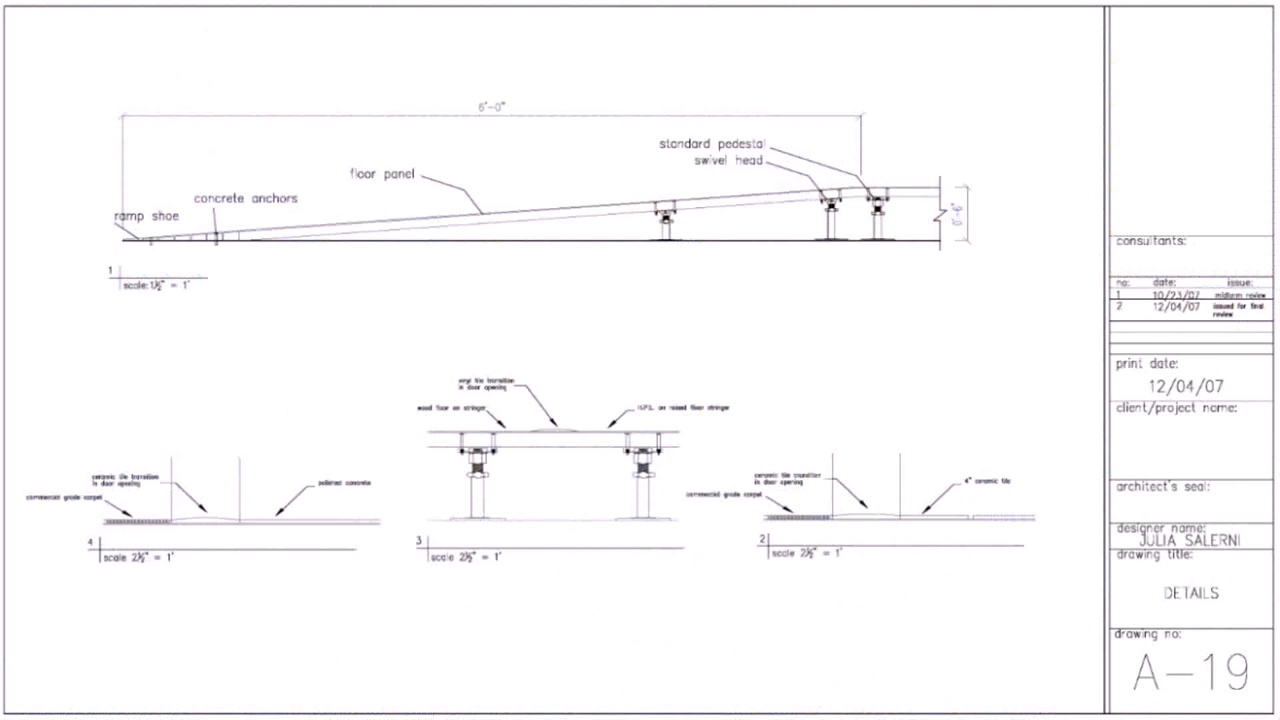 6'-0"
standard pedestal
swivel head
floor panel
concrete anchors
ramp shoe
0'-6"
1
scale:1½" = 1'
vinyl tile transition
in door opening
wood floor on stringer
on raised floor stringer
3
scale 2½" = 1'
ceramic tile transition
in door opening
commercial grade carpet
polished concrete
4
scale 2½" = 1'
ceramic tile transition
in door opening
commercial grade carpet
4" ceramic tile
2
scale 2½" = 1'
consultants:
no: date: issue:
1 10/23/07 midterm review
2 12/04/07 issued for final
review
print date:
12/04/07
client/project name:
architect's seal:
designer name:
JULIA SALERNI
drawing title:
DETAILS
drawing no:
A-19